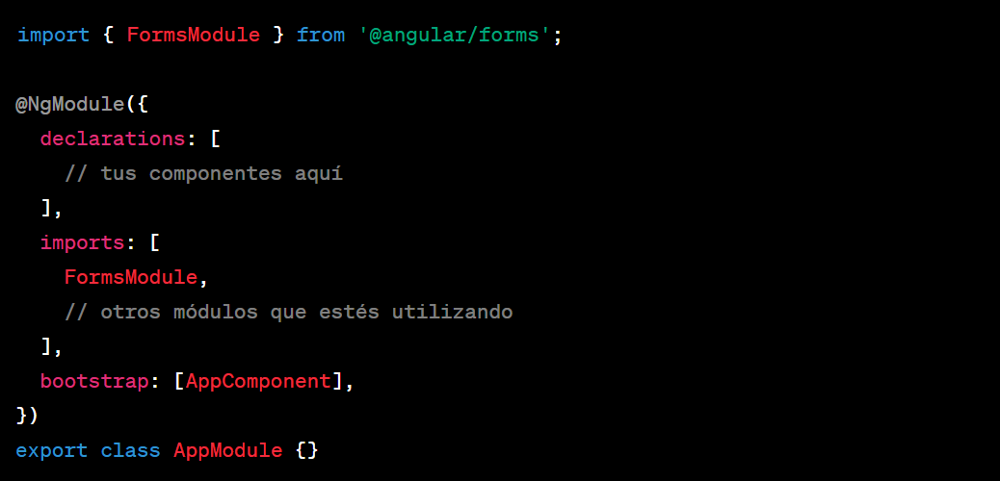 import { FormsModule } from '@angular/forms';
@NgModule({
declarations: [
// tus componentes aquí
],
imports: [
FormsModule,
// otros módulos que estés utilizando
],
bootstrap: [AppComponent],
})
export class AppModule {}